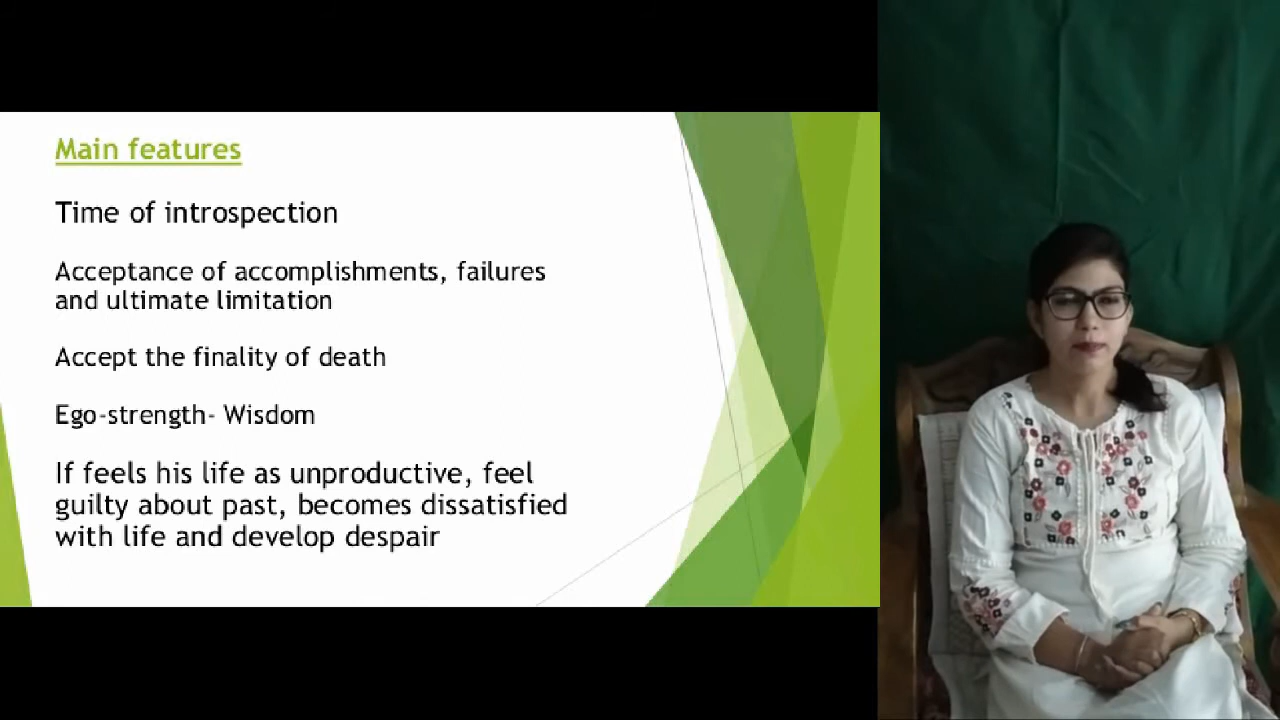 Main features
Time of introspection
Acceptance of accomplishments, failures
and ultimate limitation
Accept the finality of death
Ego-strength- Wisdom
If feels his life as unproductive, feel
guilty about past, becomes dissatisfied
with life and develop despair